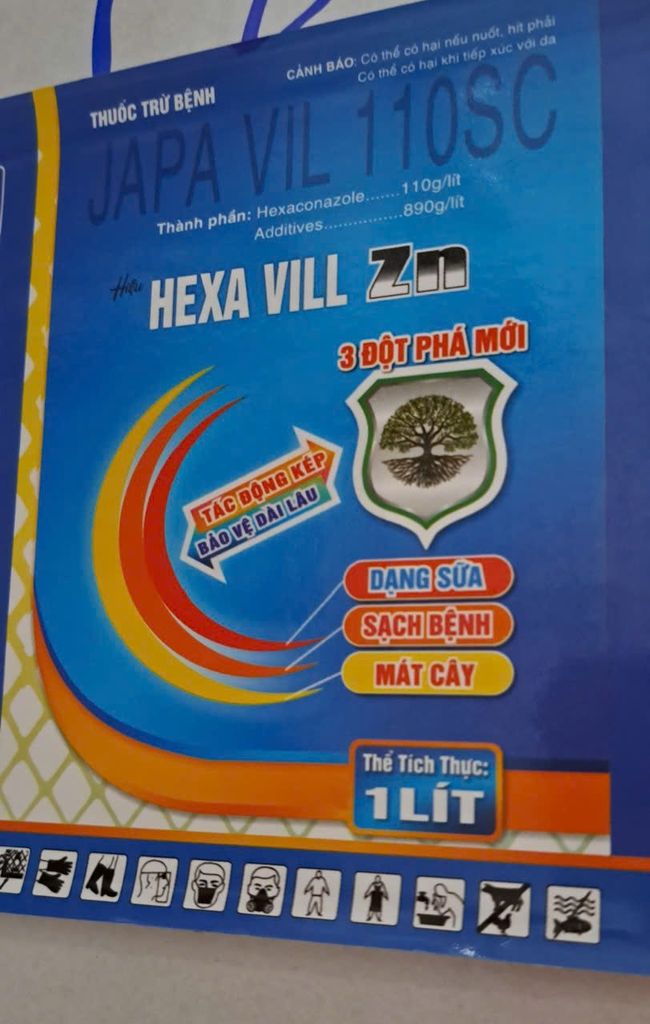 CẢNH BÁO: Có thể có hại nếu nuốt, hít phải
Có thể có hại khi tiếp xúc với da
THUỐC TRỪ BỆNH
JAPA VIL 110SC
Thành phần: Hexaconazole.......110g/lít
Additives................890g/lít
Hiệu HEXA VILL Zn
3 ĐỘT PHÁ MỚI
TÁC ĐỘNG KÉP
BẢO VỆ DÀI LÂU
DẠNG SỮA
SẠCH BỆNH
MÁT CÂY
Thể Tích Thực:
1 LÍT